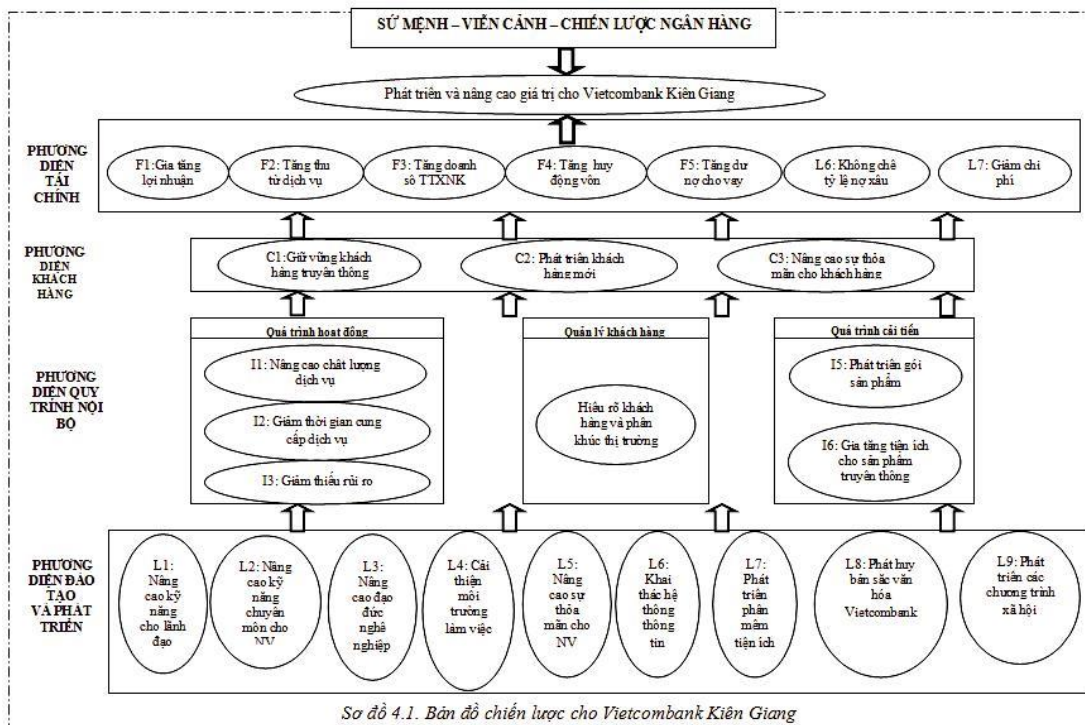 SỨ MỆNH – VIỄN CẢNH – CHIẾN LƯỢC NGÂN HÀNG
Phát triển và nâng cao giá trị cho Vietcombank Kiên Giang
PHƯƠNG
DIỆN
TÀI
CHÍNH
F1: Gia tăng
lợi nhuận
F2: Tăng thu
từ dịch vụ
F3: Tăng doanh
số TTXNK
F4: Tăng huy
động vốn
F5: Tăng dư
nợ cho vay
L6: Khống chế
tỷ lệ nợ xấu
L7: Giảm chi
phí
PHƯƠNG
DIỆN
KHÁCH
HÀNG
C1: Giữ vững khách
hàng truyền thống
C2: Phát triển khách
hàng mới
C3: Nâng cao sự thỏa
mãn cho khách hàng
PHƯƠNG
DIỆN QUY
TRÌNH NỘI
BỘ
Quá trình hoạt động
I1: Nâng cao chất lượng
dịch vụ
I2: Giảm thời gian cung
cấp dịch vụ
I3: Giảm thiểu rủi ro
Quản lý khách hàng
Hiểu rõ khách
hàng và phân
khúc thị trường
Quá trình cải tiến
I5: Phát triển gói
sản phẩm
I6: Gia tăng tiện ích
cho sản phẩm
truyền thống
PHƯƠNG
DIỆN ĐÀO
TẠO
VÀ PHÁT
TRIỂN
L1:
Nâng
cao kỹ
năng
cho lãnh
đạo
L2: Nâng
cao kỹ
năng
chuyên
môn cho
NV
L3:
Nâng
cao đạo
đức
nghề
nghiệp
L4: Cải
thiện
môi
trường
làm việc
L5:
Nâng
cao sự
thỏa
mãn cho
NV
L6:
Khai
thác hệ
thống
thông
tin
L7:
Phát
triển
phần
mềm
tiện ích
L8: Phát huy
bản sắc văn
hóa
Vietcombank
L9: Phát
triển các
chương trình
xã hội
Sơ đồ 4.1. Bản đồ chiến lược cho Vietcombank Kiên Giang